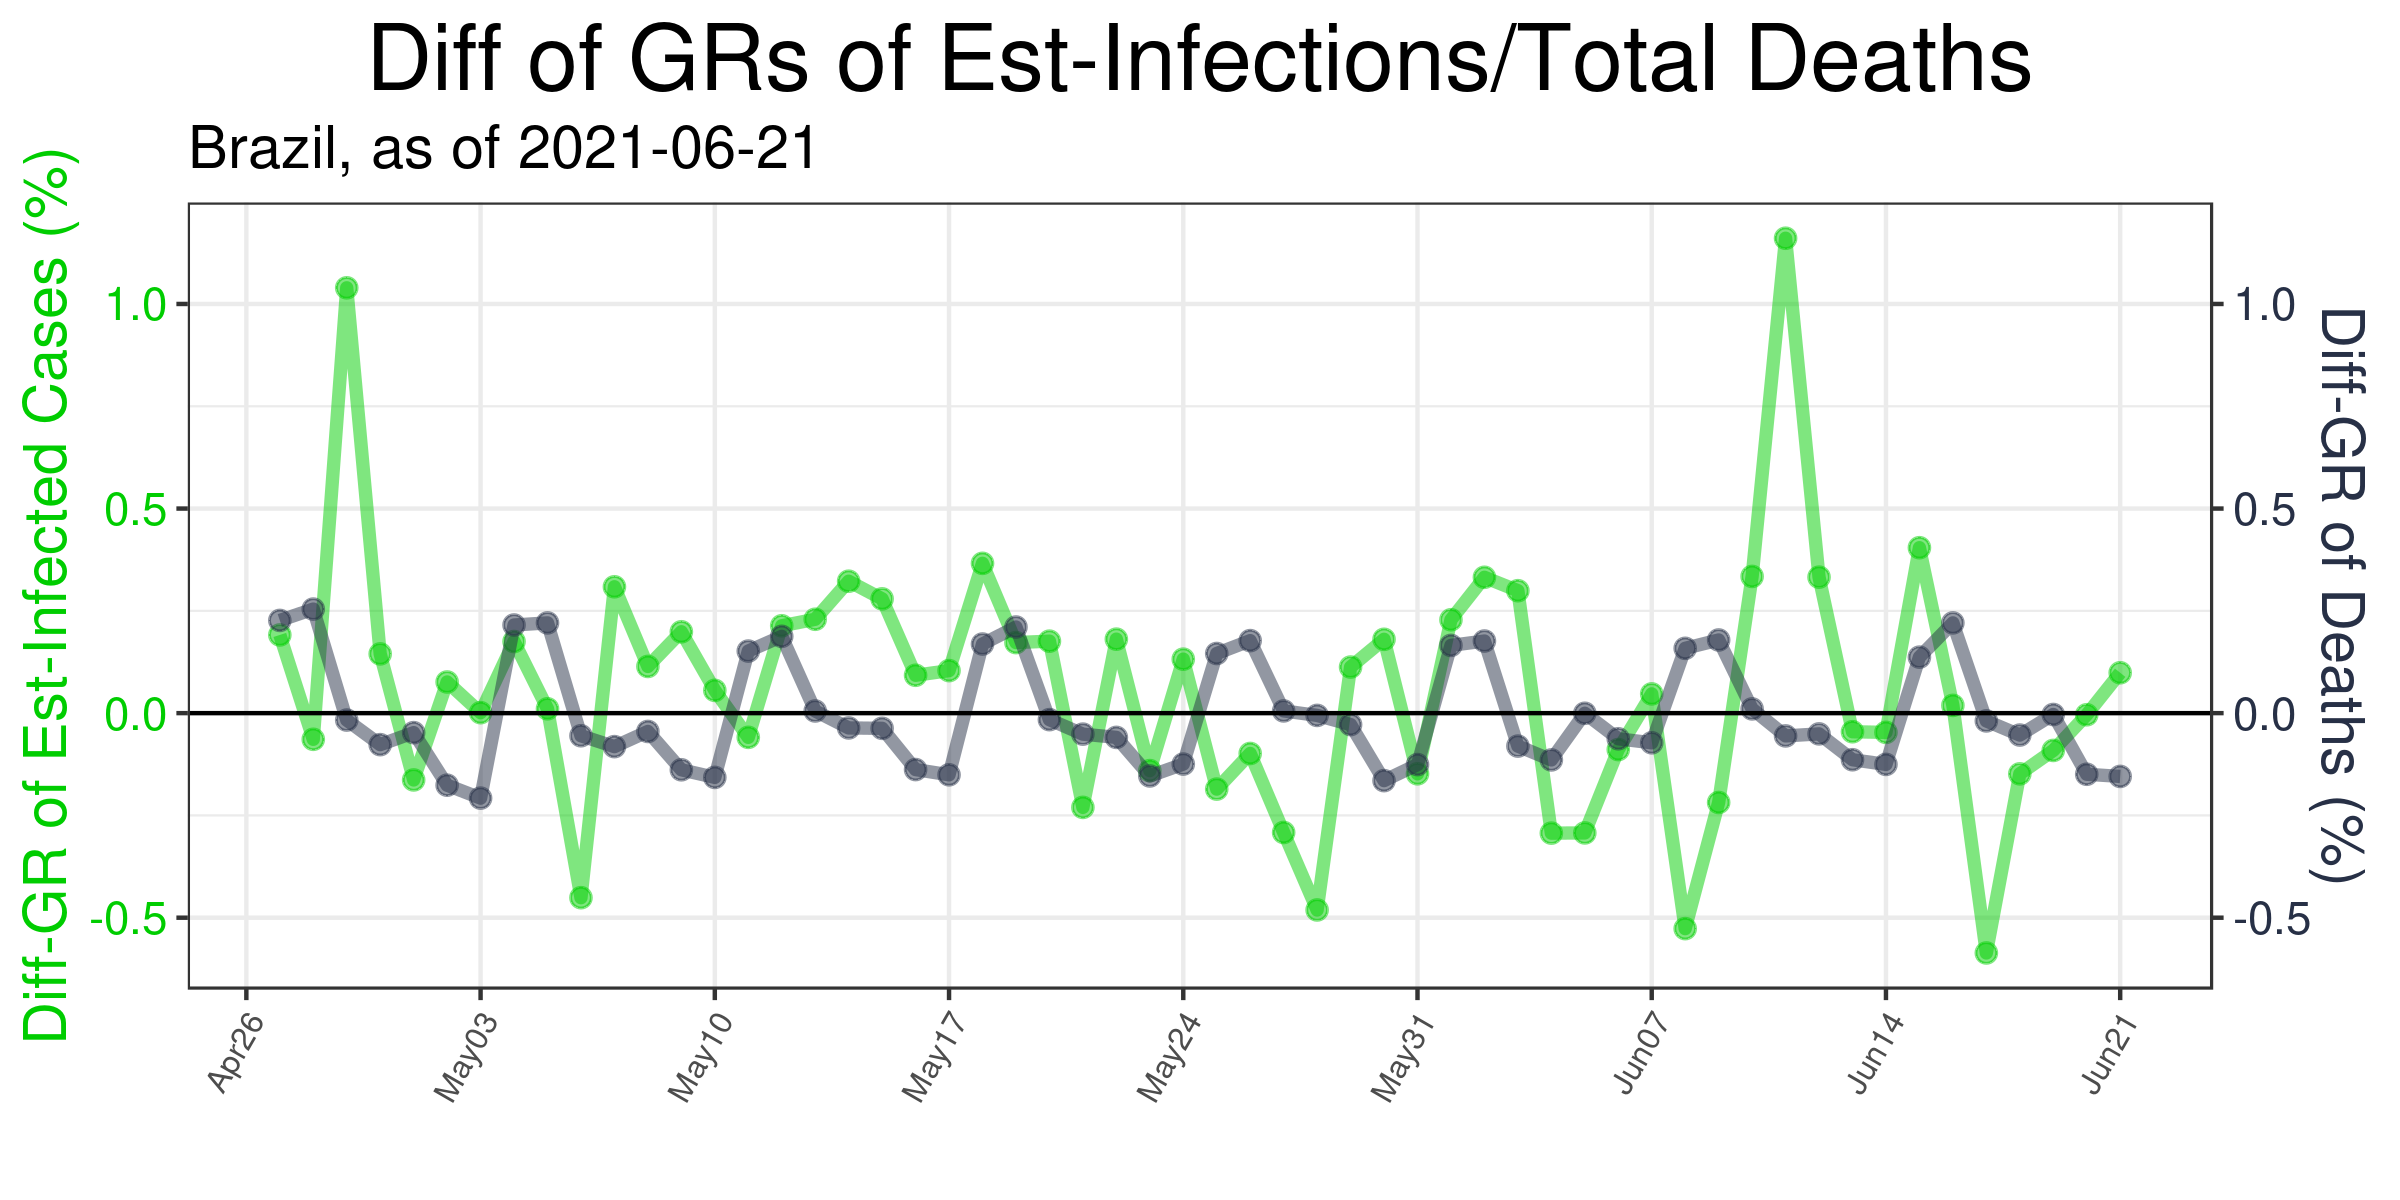 Diff of GRs of Est-Infections/Total Deaths
Brazil, as of 2021-06-21
Diff-GR of Est-Infected Cases (%)
1.0
0.5
0.0
-0.5
1.0
0.5
0.0
-0.5
Diff-GR of Deaths (%)
Apr26
May03
May10
May17
May24
May31
Jun07
Jun14
Jun21